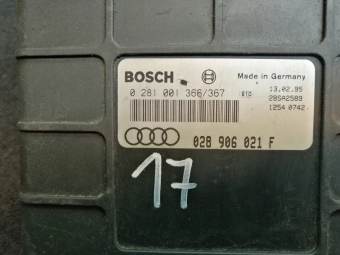 BOSCH
Made in Germany
0 281 001 366/367
RTD
13.02.95
28SA2589
1254 0742
028 906 021 F
17